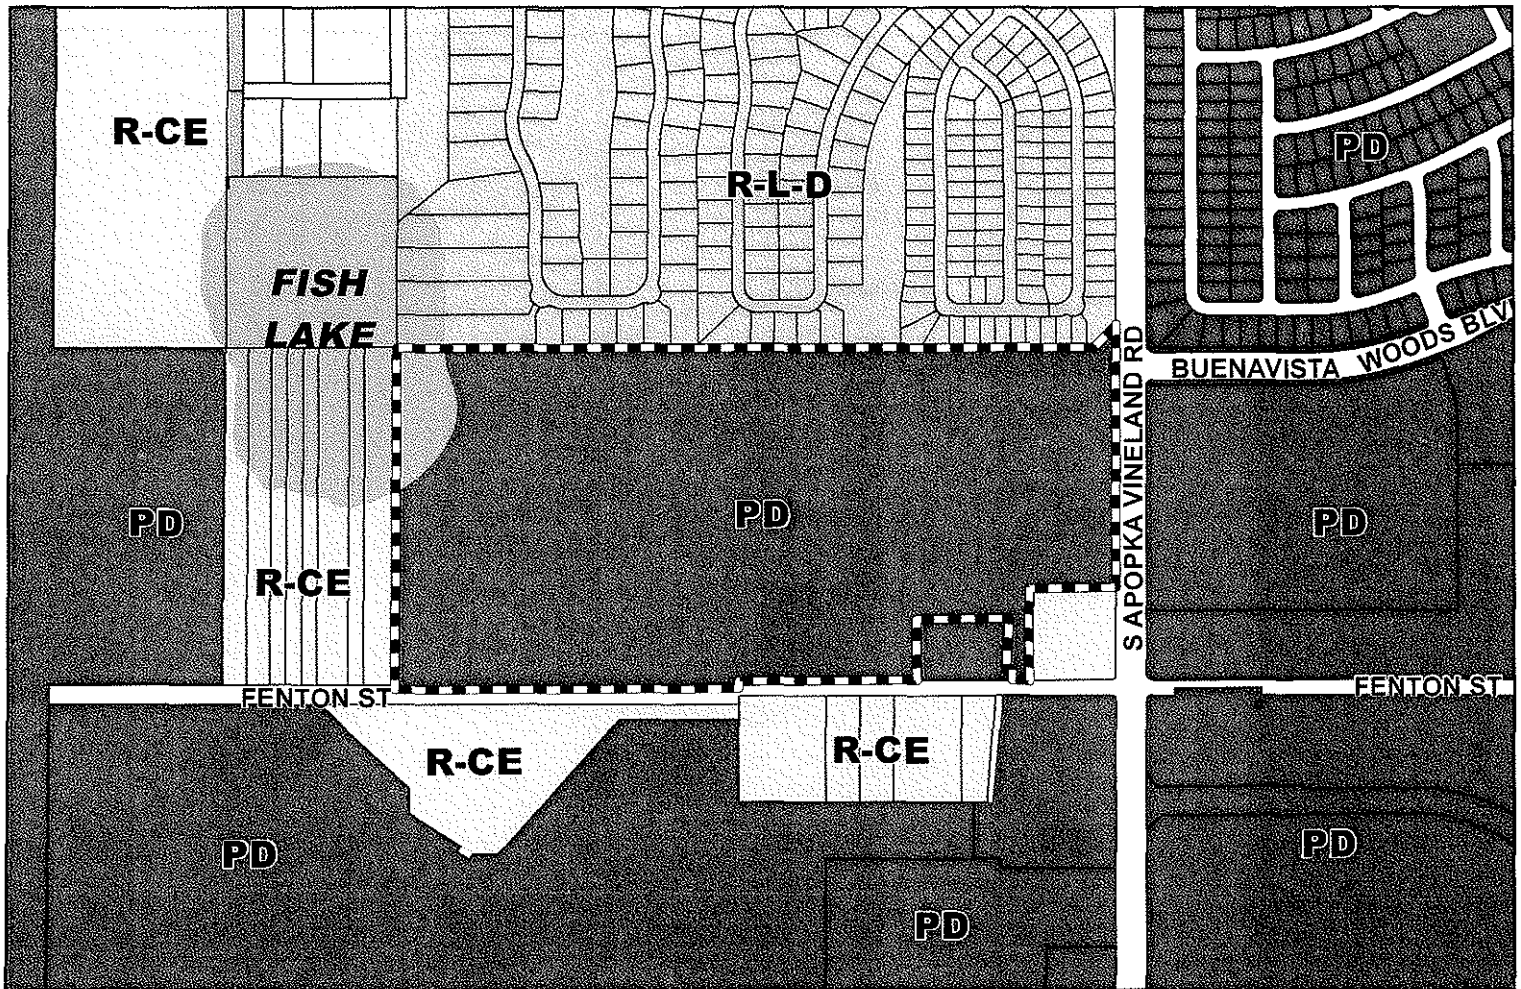 R-CE
PD
R-L-D
FISH
LAKE
BUENAVISTA WOODS BLV
S APOPKA VINELAND RD
PD
PD
PD
R-CE
FENTON ST
FENTON ST
R-CE
R-CE
PD
PD
PD